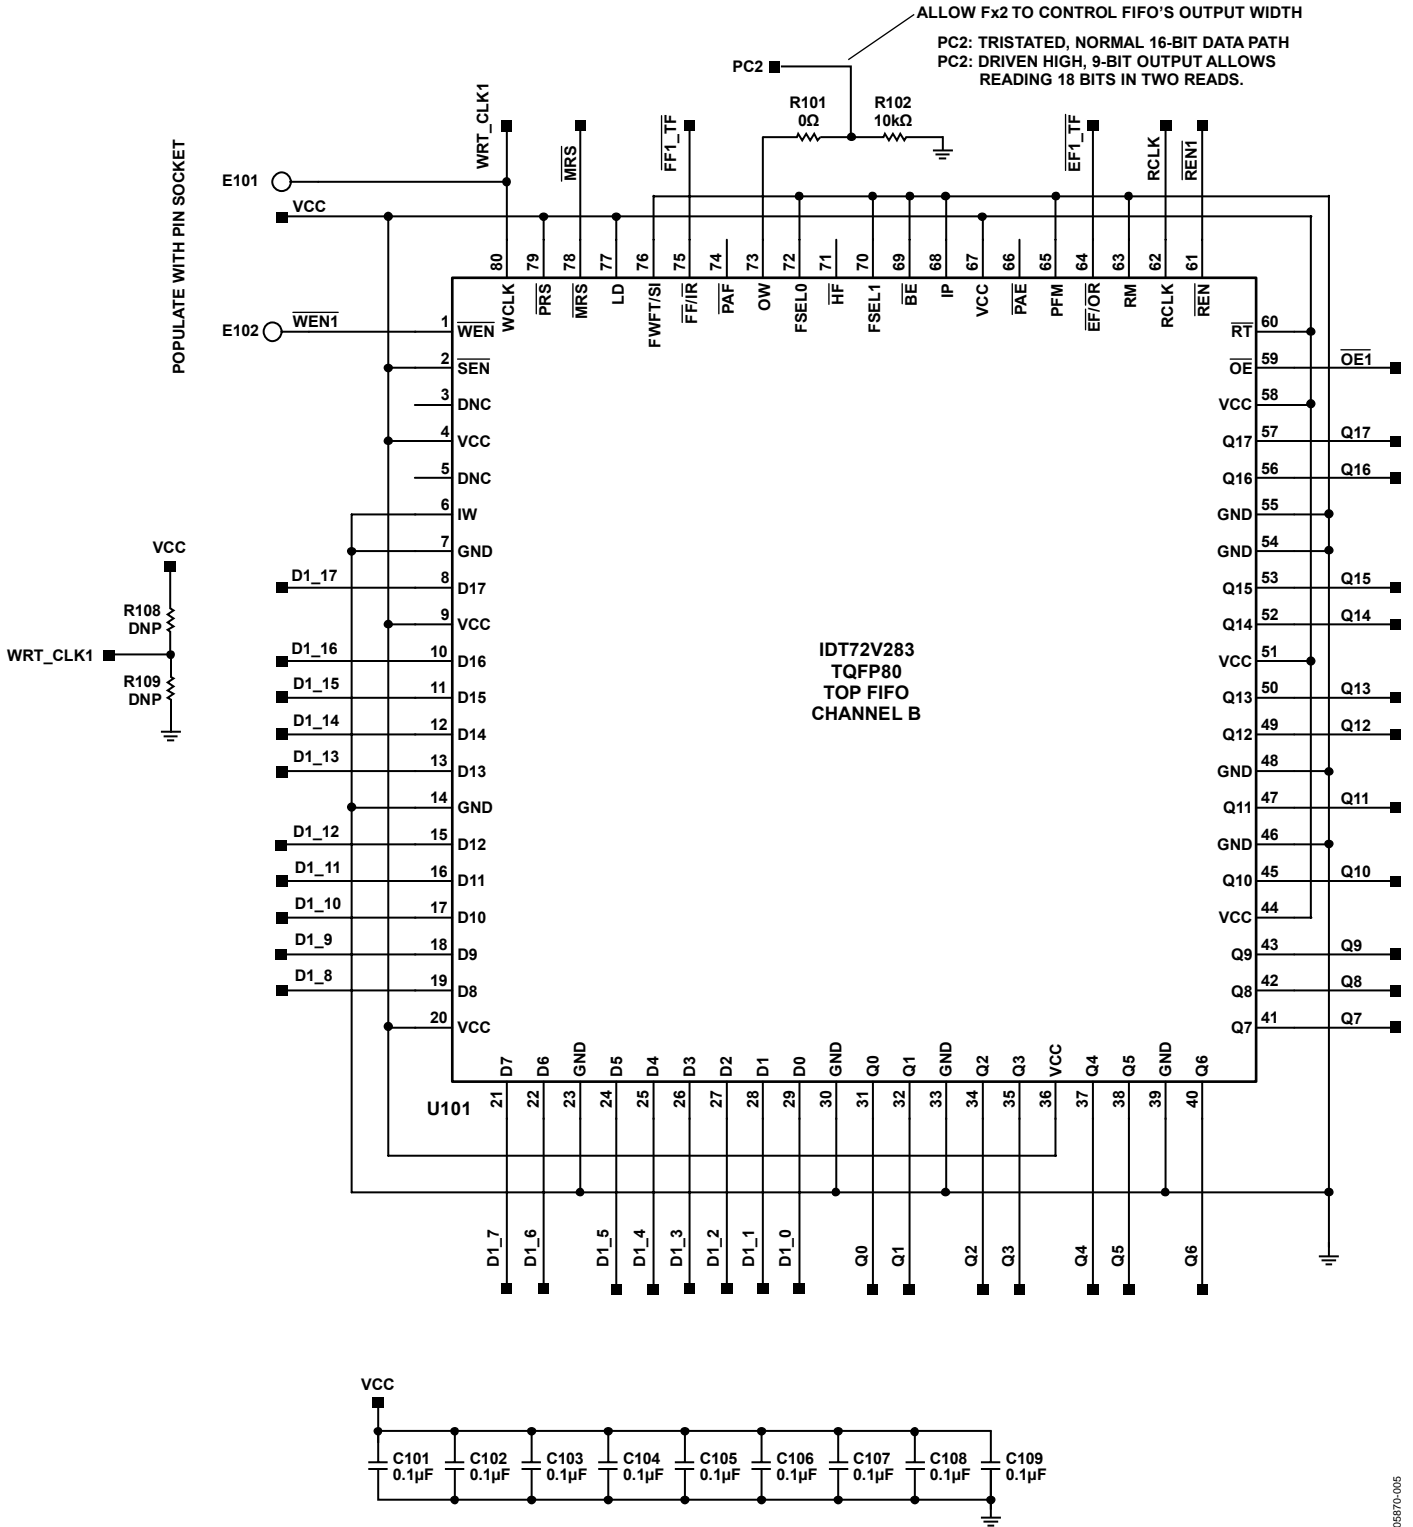 ALLOW Fx2 TO CONTROL FIFO'S OUTPUT WIDTH
PC2: TRISTATED, NORMAL 16-BIT DATA PATH
PC2: DRIVEN HIGH, 9-BIT OUTPUT ALLOWS
READING 18 BITS IN TWO READS.
PC2
R101
0Ω
R102
10kΩ
WRT_CLK1
MRS
FF1_TF
EF1_TF
RCLK
REN1
POPULATE WITH PIN SOCKET
E101
VCC
80
79
78
77
76
75
74
73
72
71
70
69
68
67
66
65
64
63
62
61
WCLK
PRS
MRS
LD
FWFT/SI
FF/IR
PAF
OW
FSEL0
HF
FSEL1
BE
IP
VCC
PAE
PFM
EF/OR
RM
RCLK
REN
E102
WEN1
1 WEN
2 SEN
3 DNC
4 VCC
5 DNC
6 IW
7 GND
D1_17 8 D17
9 VCC
D1_16 10 D16
D1_15 11 D15
D1_14 12 D14
D1_13 13 D13
14 GND
D1_12 15 D12
D1_11 16 D11
D1_10 17 D10
D1_9 18 D9
D1_8 19 D8
20 VCC
VCC
R108
DNP
WRT_CLK1
R109
DNP
IDT72V283
TQFP80
TOP FIFO
CHANNEL B
RT 60
OE 59 OE1
VCC 58
Q17 57 Q17
Q16 56 Q16
GND 55
GND 54
Q15 53 Q15
Q14 52 Q14
VCC 51
Q13 50 Q13
Q12 49 Q12
GND 48
Q11 47 Q11
GND 46
Q10 45 Q10
VCC 44
Q9 43 Q9
Q8 42 Q8
Q7 41 Q7
D7
D6
GND
D5
D4
D3
D2
D1
D0
GND
Q0
Q1
GND
Q2
Q3
VCC
Q4
Q5
GND
Q6
U101
21
22
23
24
25
26
27
28
29
30
31
32
33
34
35
36
37
38
39
40
D1_7
D1_6
D1_5
D1_4
D1_3
D1_2
D1_1
D1_0
Q0
Q1
Q2
Q3
Q4
Q5
Q6
VCC
C101
0.1µF
C102
0.1µF
C103
0.1µF
C104
0.1µF
C105
0.1µF
C106
0.1µF
C107
0.1µF
C108
0.1µF
C109
0.1µF
05870-005